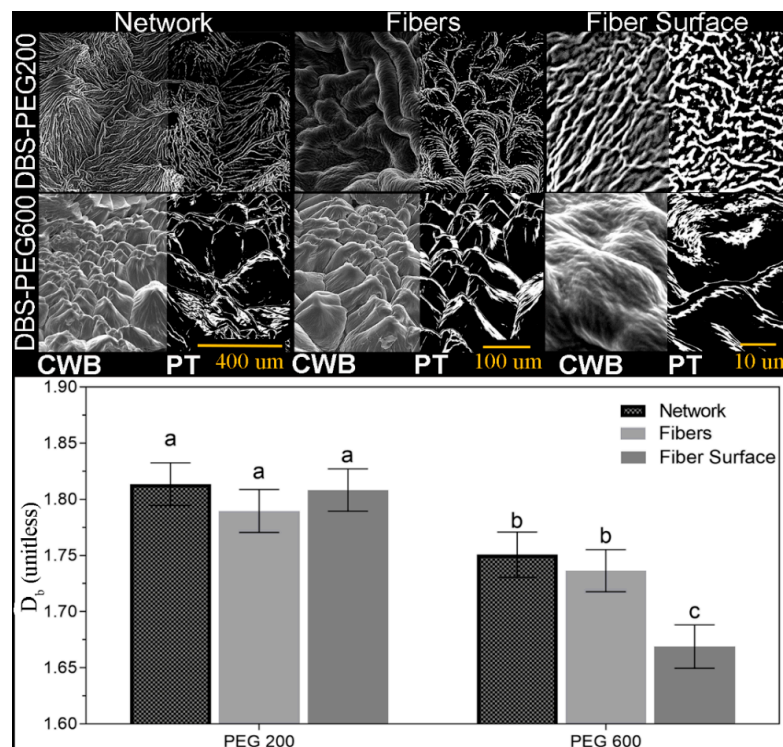 Network Fibers Fiber Surface
DBS-PEG200
DBS-PEG600
CWB PT 400 um CWB PT 100 um CWB PT 10 um
1.90
1.85
1.80
1.75
1.70
1.65
1.60
D_b (unitless)
Network
Fibers
Fiber Surface
a a a b b c
PEG 200 PEG 600